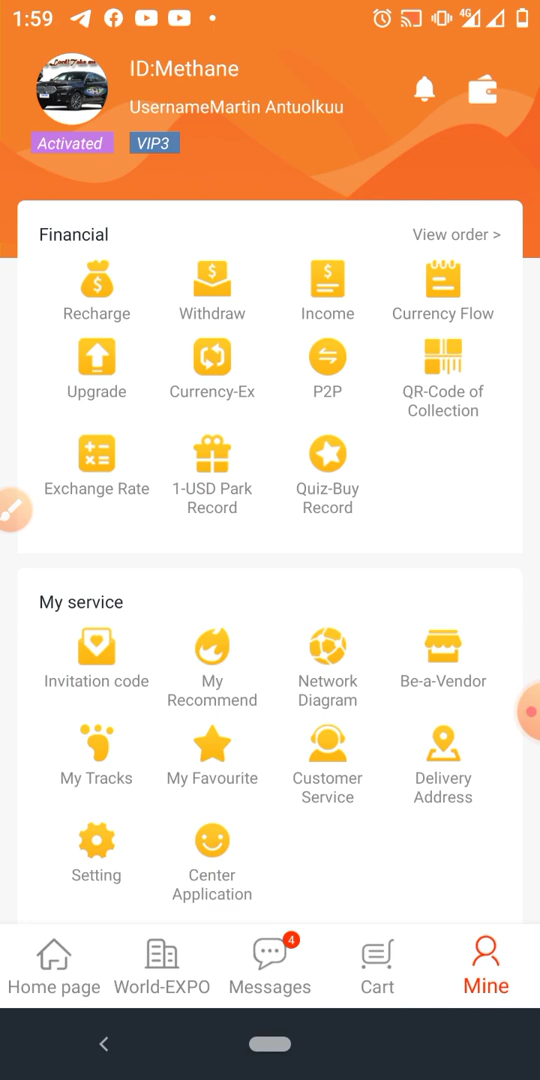 1:59
4G
ID:Methane
UsernameMartin Antuolkuu
Activated
VIP3
Financial
View order >
Recharge
Withdraw
Income
Currency Flow
Upgrade
Currency-Ex
P2P
QR-Code of
Collection
Exchange Rate
1-USD Park
Record
Quiz-Buy
Record
My service
Invitation code
My
Recommend
Network
Diagram
Be-a-Vendor
My Tracks
My Favourite
Customer
Service
Delivery
Address
Setting
Center
Application
4
Home page
World-EXPO
Messages
Cart
Mine